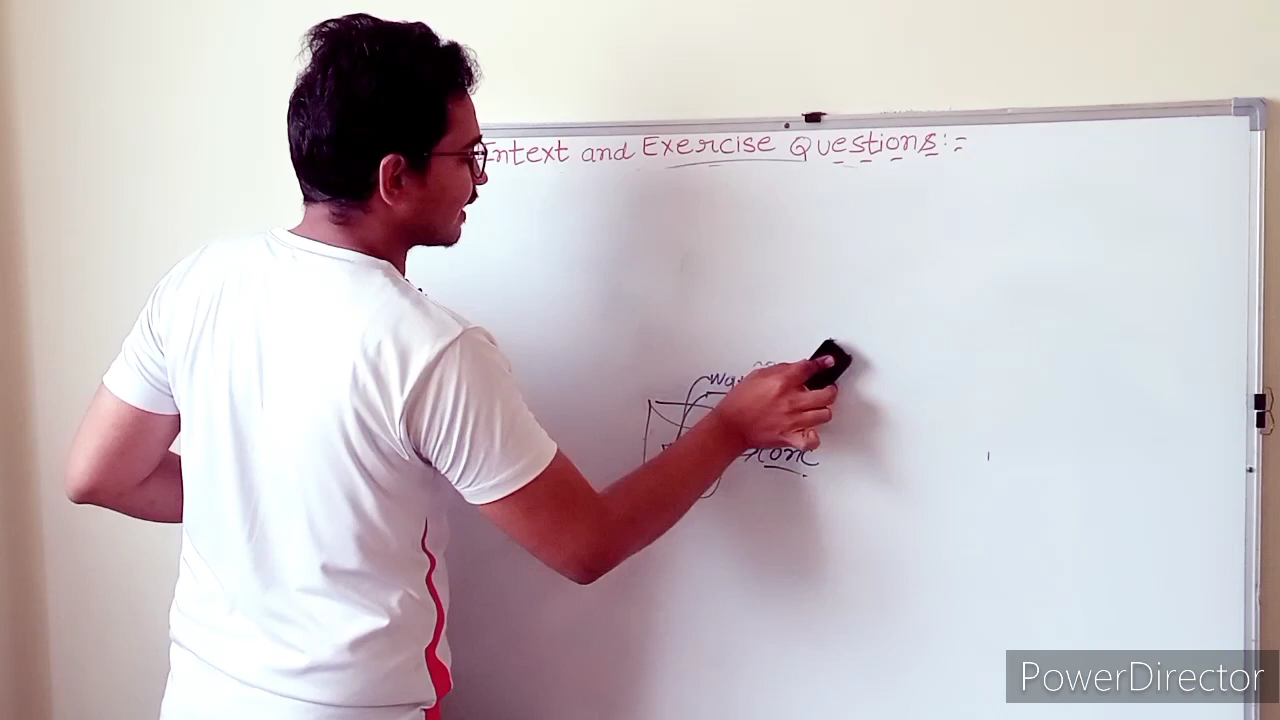 Intext and Exercise Questions :-
PowerDirector